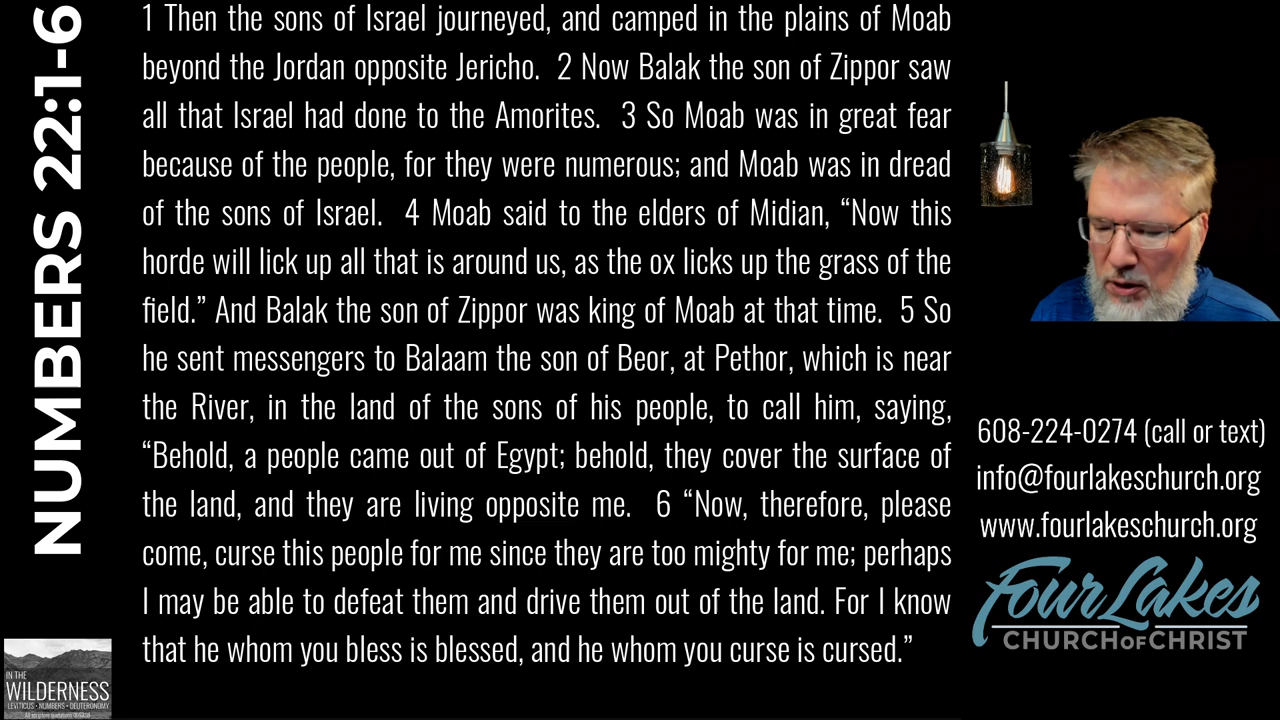 NUMBERS 22:1-6
1 Then the sons of Israel journeyed, and camped in the plains of Moab
beyond the Jordan opposite Jericho. 2 Now Balak the son of Zippor saw
all that Israel had done to the Amorites. 3 So Moab was in great fear
because of the people, for they were numerous; and Moab was in dread
of the sons of Israel. 4 Moab said to the elders of Midian, “Now this
horde will lick up all that is around us, as the ox licks up the grass of the
field.” And Balak the son of Zippor was king of Moab at that time. 5 So
he sent messengers to Balaam the son of Beor, at Pethor, which is near
the River, in the land of the sons of his people, to call him, saying,
“Behold, a people came out of Egypt; behold, they cover the surface of
the land, and they are living opposite me. 6 “Now, therefore, please
come, curse this people for me since they are too mighty for me; perhaps
I may be able to defeat them and drive them out of the land. For I know
that he whom you bless is blessed, and he whom you curse is cursed.”
608-224-0274 (call or text)
info@fourlakeschurch.org
www.fourlakeschurch.org
Four Lakes
CHURCH OF CHRIST
IN THE
WILDERNESS
LEVITICUS • NUMBERS • DEUTERONOMY